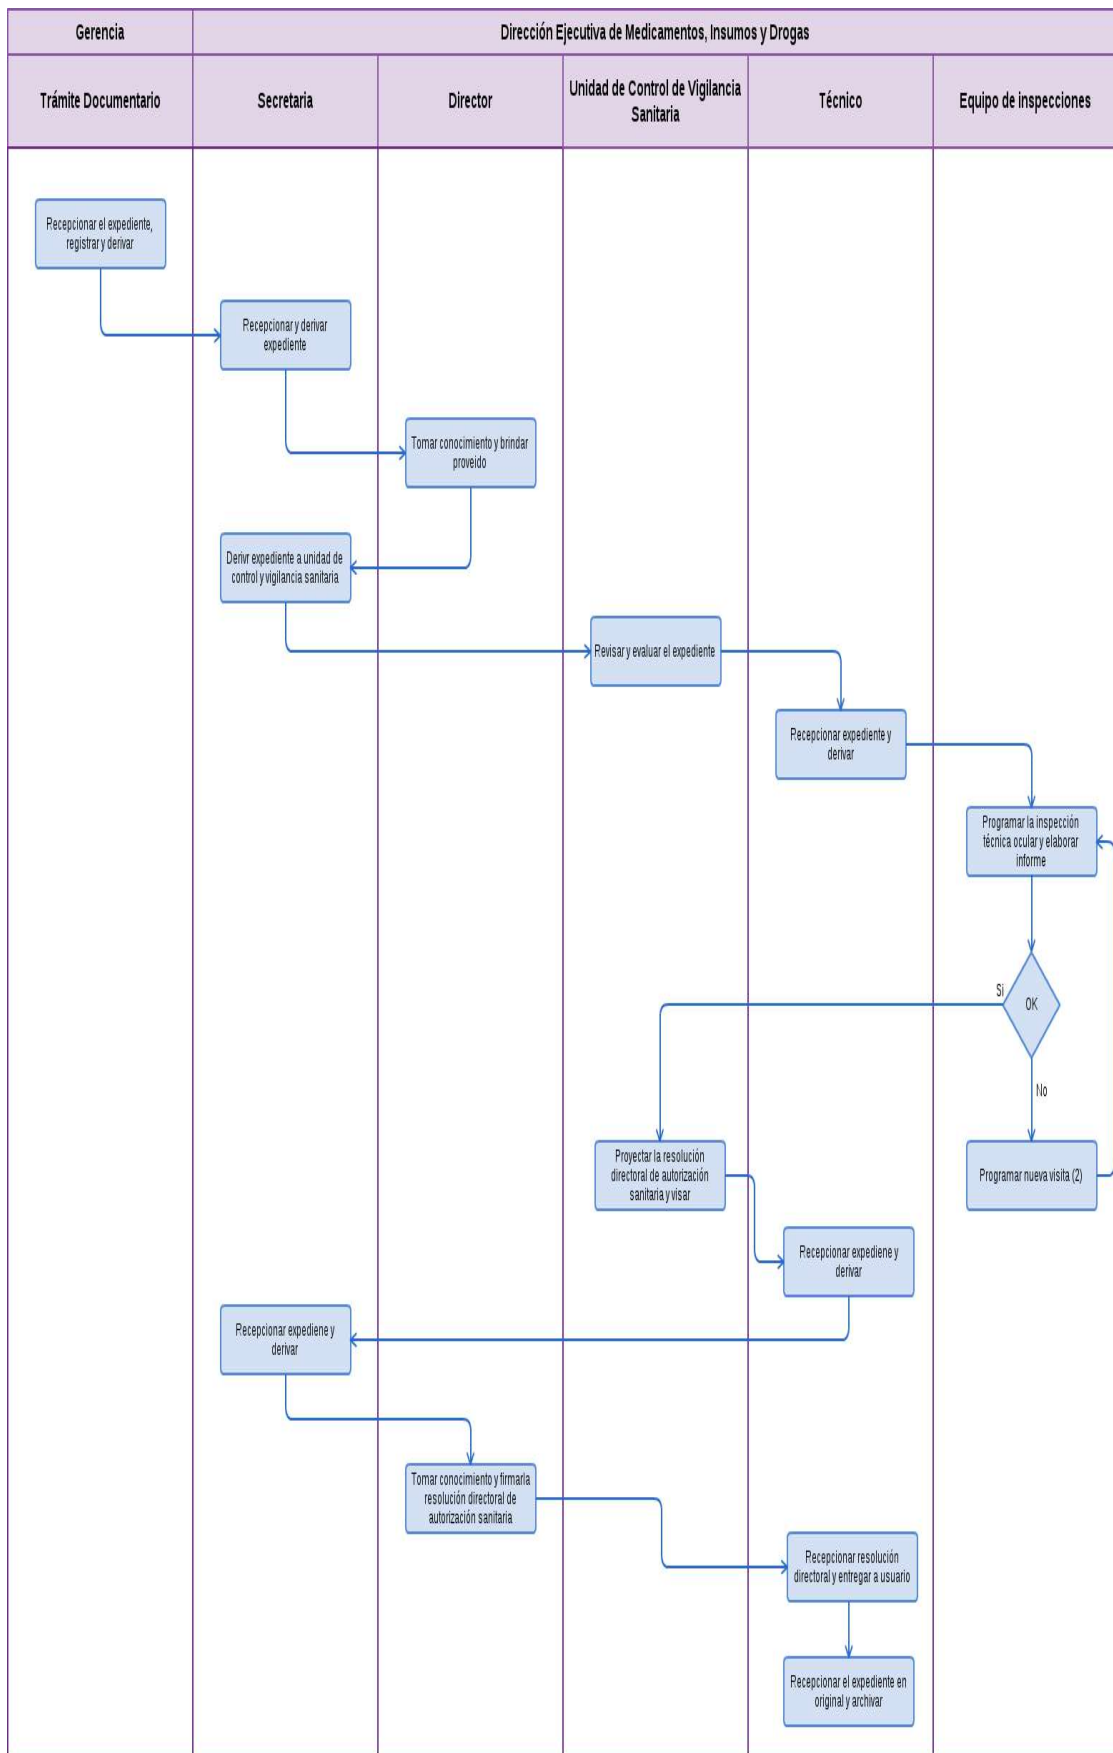 Gerencia
Dirección Ejecutiva de Medicamentos, Insumos y Drogas
Trámite Documentario
Secretaria
Director
Unidad de Control de Vigilancia
Sanitaria
Técnico
Equipo de inspecciones
Recepcionar el expediente,
registrar y derivar
Recepcionar y derivar
expediente
Tomar conocimiento y brindar
proveido
Derivr expediente a unidad de
control y vigilancia sanitaria
Revisar y evaluar el expediente
Recepcionar expediente y
derivar
Programar la inspección
técnica ocular y elaborar
informe
Si
OK
No
Proyectar la resolución
directoral de autorización
sanitaria y visar
Programar nueva visita (2)
Recepcionar expediene y
derivar
Recepcionar expediene y
derivar
Tomar conocimiento y firmarla
resolución directoral de
autorización sanitaria
Recepcionar resolución
directoral y entregar a usuario
Recepcionar el expediente en
original y archivar